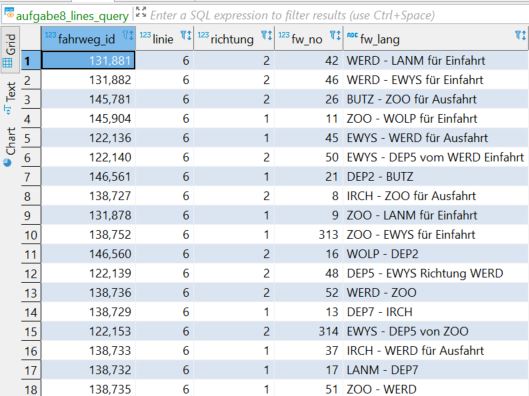 aufgabe8_lines_query Enter a SQL expression to filter results (use Ctrl+Space)
Grid
Text
Chart
123 fahrweg_id 123 linie 123 richtung 123 fw_no ABC fw_lang
1 131,881 6 2 42 WERD - LANM für Einfahrt
2 131,882 6 2 46 WERD - EWYS für Einfahrt
3 145,781 6 2 26 BUTZ - ZOO für Ausfahrt
4 145,904 6 1 11 ZOO - WOLP für Einfahrt
5 122,136 6 1 45 EWYS - WERD für Ausfahrt
6 122,140 6 2 50 EWYS - DEP5 vom WERD Einfahrt
7 146,561 6 1 21 DEP2 - BUTZ
8 138,727 6 2 8 IRCH - ZOO für Ausfahrt
9 131,878 6 1 9 ZOO - LANM für Einfahrt
10 138,752 6 1 313 ZOO - EWYS für Einfahrt
11 146,560 6 2 16 WOLP - DEP2
12 122,139 6 2 48 DEP5 - EWYS Richtung WERD
13 138,736 6 2 52 WERD - ZOO
14 138,729 6 1 13 DEP7 - IRCH
15 122,153 6 2 314 EWYS - DEP5 von ZOO
16 138,733 6 1 37 IRCH - WERD für Ausfahrt
17 138,732 6 1 17 LANM - DEP7
18 138,735 6 1 51 ZOO - WERD